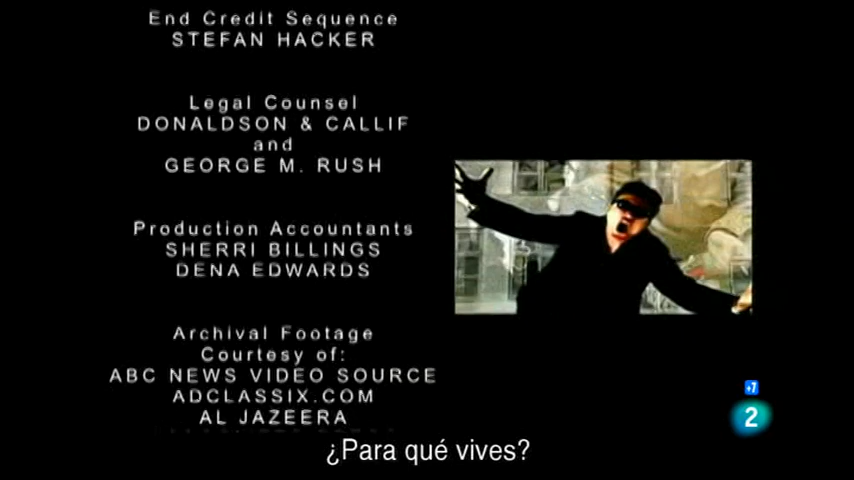 End Credit Sequence
STEFAN HACKER
Legal Counsel
DONALDSON & CALLIF
and
GEORGE M. RUSH
Production Accountants
SHERRI BILLINGS
DENA EDWARDS
Archival Footage
Courtesy of:
ABC NEWS VIDEO SOURCE
ADCLASSIX.COM
AL JAZEERA
+7
2
¿Para qué vives?